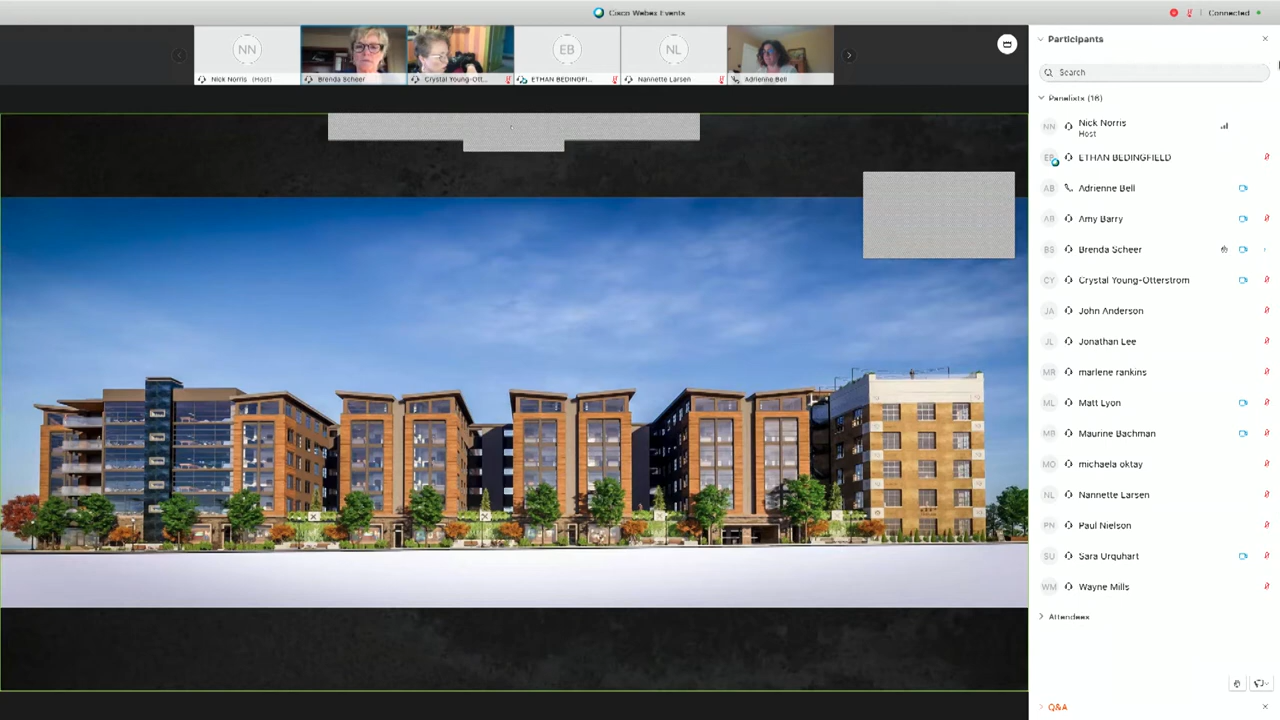 Cisco Webex Events
Connected
NN
EB
NL
Nick Norris (Host)
Brenda Scheer
Crystal Young-Ott...
ETHAN BEDINGFI...
Nannette Larsen
Adrienne Bell
Participants
Search
Panelists (16)
NN
Nick Norris
Host
EB
ETHAN BEDINGFIELD
AB
Adrienne Bell
AB
Amy Barry
BS
Brenda Scheer
CY
Crystal Young-Otterstrom
JA
John Anderson
JL
Jonathan Lee
MR
marlene rankins
ML
Matt Lyon
MB
Maurine Bachman
MO
michaela oktay
NL
Nannette Larsen
PN
Paul Nielson
SU
Sara Urquhart
WM
Wayne Mills
Attendees
Q&A